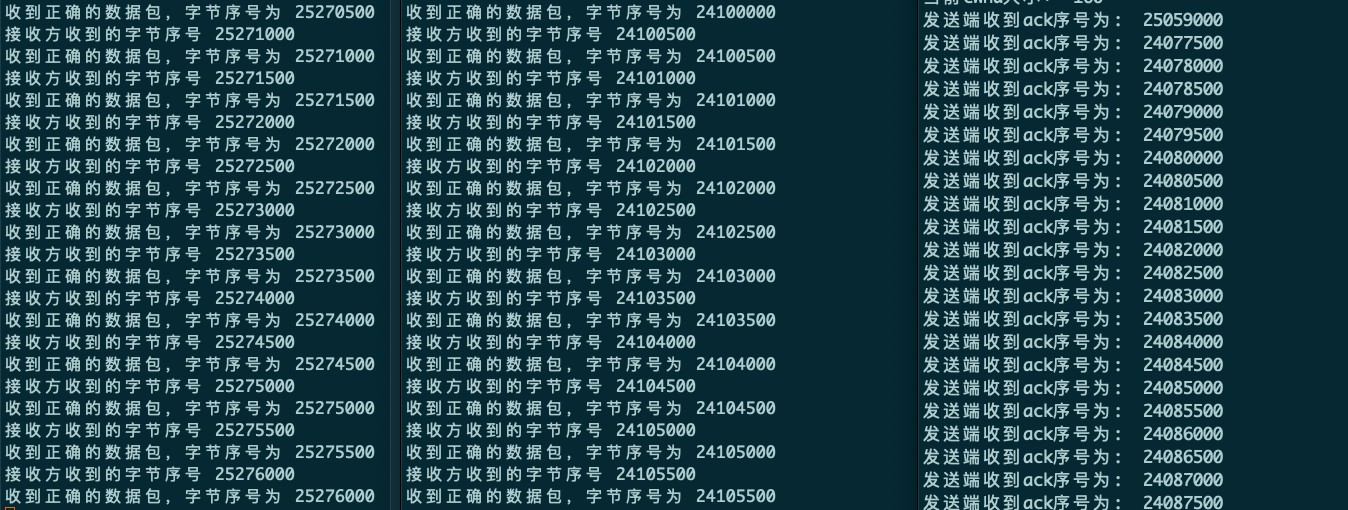 收到正确的数据包，字节序号为 25270500
接收方收到的字节序号 25271000
收到正确的数据包，字节序号为 25271000
接收方收到的字节序号 25271500
收到正确的数据包，字节序号为 25271500
接收方收到的字节序号 25272000
收到正确的数据包，字节序号为 25272000
接收方收到的字节序号 25272500
收到正确的数据包，字节序号为 25272500
接收方收到的字节序号 25273000
收到正确的数据包，字节序号为 25273000
接收方收到的字节序号 25273500
收到正确的数据包，字节序号为 25273500
接收方收到的字节序号 25274000
收到正确的数据包，字节序号为 25274000
接收方收到的字节序号 25274500
收到正确的数据包，字节序号为 25274500
接收方收到的字节序号 25275000
收到正确的数据包，字节序号为 25275000
接收方收到的字节序号 25275500
收到正确的数据包，字节序号为 25275500
接收方收到的字节序号 25276000
收到正确的数据包，字节序号为 25276000
收到正确的数据包，字节序号为 24100000
接收方收到的字节序号 24100500
收到正确的数据包，字节序号为 24100500
接收方收到的字节序号 24101000
收到正确的数据包，字节序号为 24101000
接收方收到的字节序号 24101500
收到正确的数据包，字节序号为 24101500
接收方收到的字节序号 24102000
收到正确的数据包，字节序号为 24102000
接收方收到的字节序号 24102500
收到正确的数据包，字节序号为 24102500
接收方收到的字节序号 24103000
收到正确的数据包，字节序号为 24103000
接收方收到的字节序号 24103500
收到正确的数据包，字节序号为 24103500
接收方收到的字节序号 24104000
收到正确的数据包，字节序号为 24104000
接收方收到的字节序号 24104500
收到正确的数据包，字节序号为 24104500
接收方收到的字节序号 24105000
收到正确的数据包，字节序号为 24105000
接收方收到的字节序号 24105500
收到正确的数据包，字节序号为 24105500
发送端收到ack序号为： 25059000
发送端收到ack序号为： 24077500
发送端收到ack序号为： 24078000
发送端收到ack序号为： 24078500
发送端收到ack序号为： 24079000
发送端收到ack序号为： 24079500
发送端收到ack序号为： 24080000
发送端收到ack序号为： 24080500
发送端收到ack序号为： 24081000
发送端收到ack序号为： 24081500
发送端收到ack序号为： 24082000
发送端收到ack序号为： 24082500
发送端收到ack序号为： 24083000
发送端收到ack序号为： 24083500
发送端收到ack序号为： 24084000
发送端收到ack序号为： 24084500
发送端收到ack序号为： 24085000
发送端收到ack序号为： 24085500
发送端收到ack序号为： 24086000
发送端收到ack序号为： 24086500
发送端收到ack序号为： 24087000
发送端收到ack序号为： 24087500